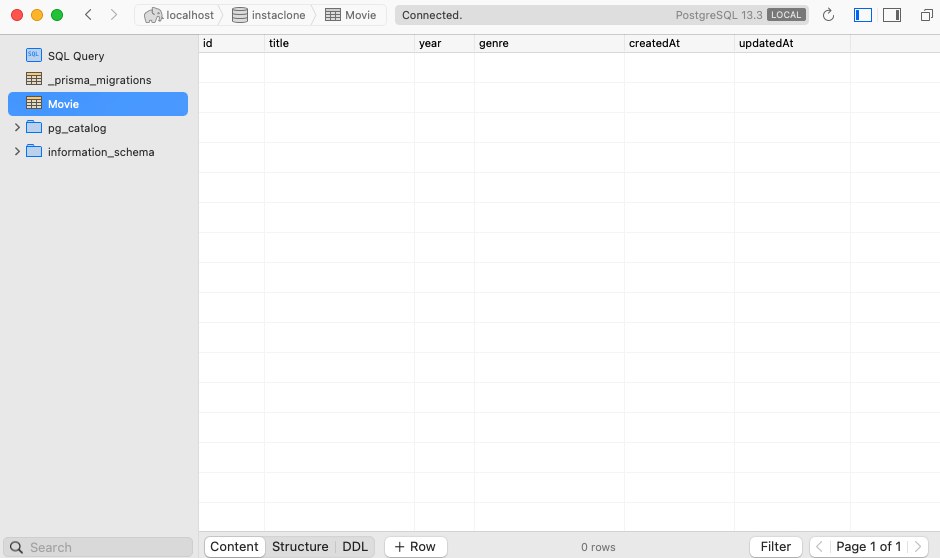 localhost instaclone Movie Connected. PostgreSQL 13.3 LOCAL
SQL SQL Query
_prisma_migrations
Movie
pg_catalog
information_schema
id title year genre createdAt updatedAt
Search
Content Structure DDL + Row 0 rows Filter Page 1 of 1